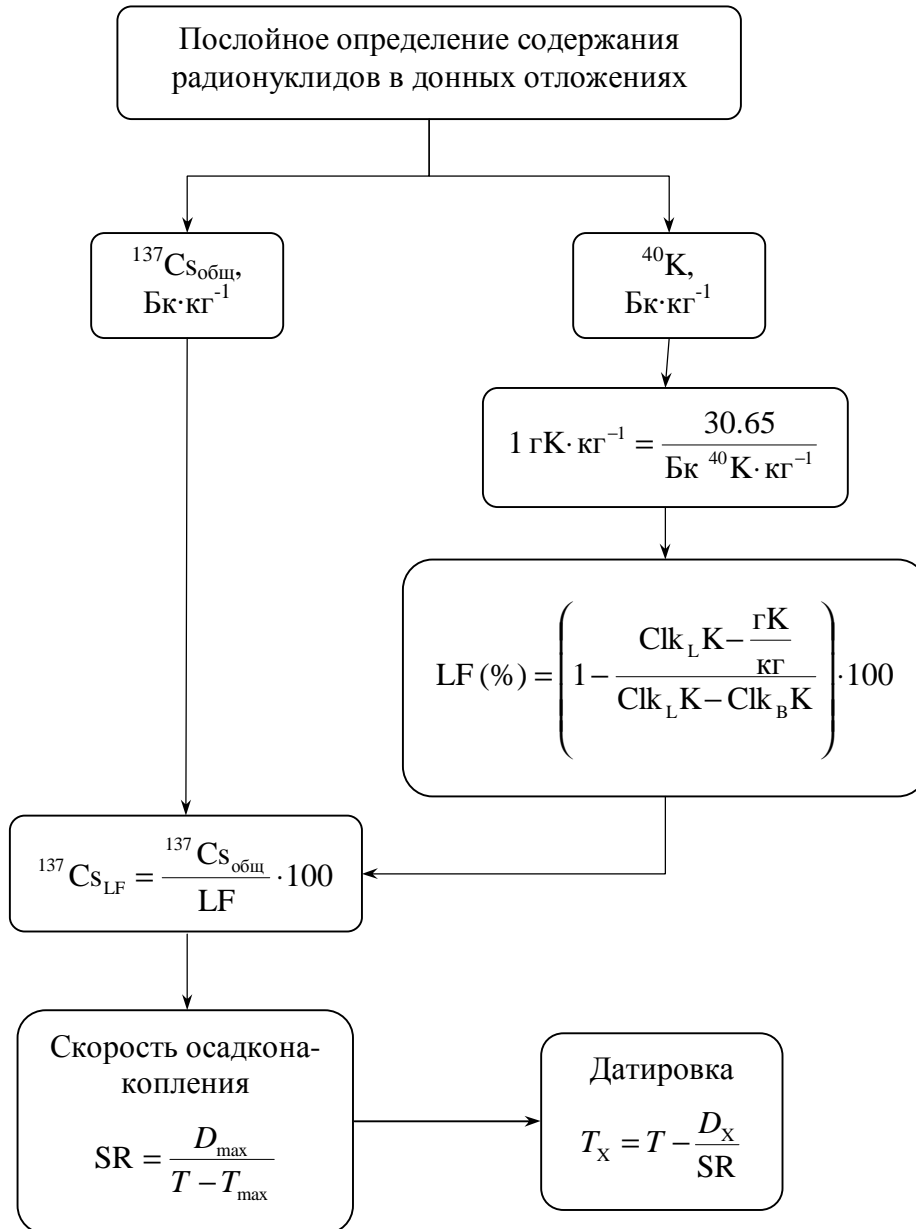 Послойное определение содержания
радионуклидов в донных отложениях
¹³⁷Cs_общ,
Бк·кг⁻¹
⁴⁰K,
Бк·кг⁻¹
1 гК·кг⁻¹ = 30.65 / Бк ⁴⁰K·кг⁻¹
LF (%) = (1 − (Clk_L K − гК/кг) / (Clk_L K − Clk_B K)) · 100
¹³⁷Cs_LF = ¹³⁷Cs_общ / LF · 100
Скорость осадкона-
копления
SR = D_max / (T − T_max)
Датировка
T_X = T − D_X / SR